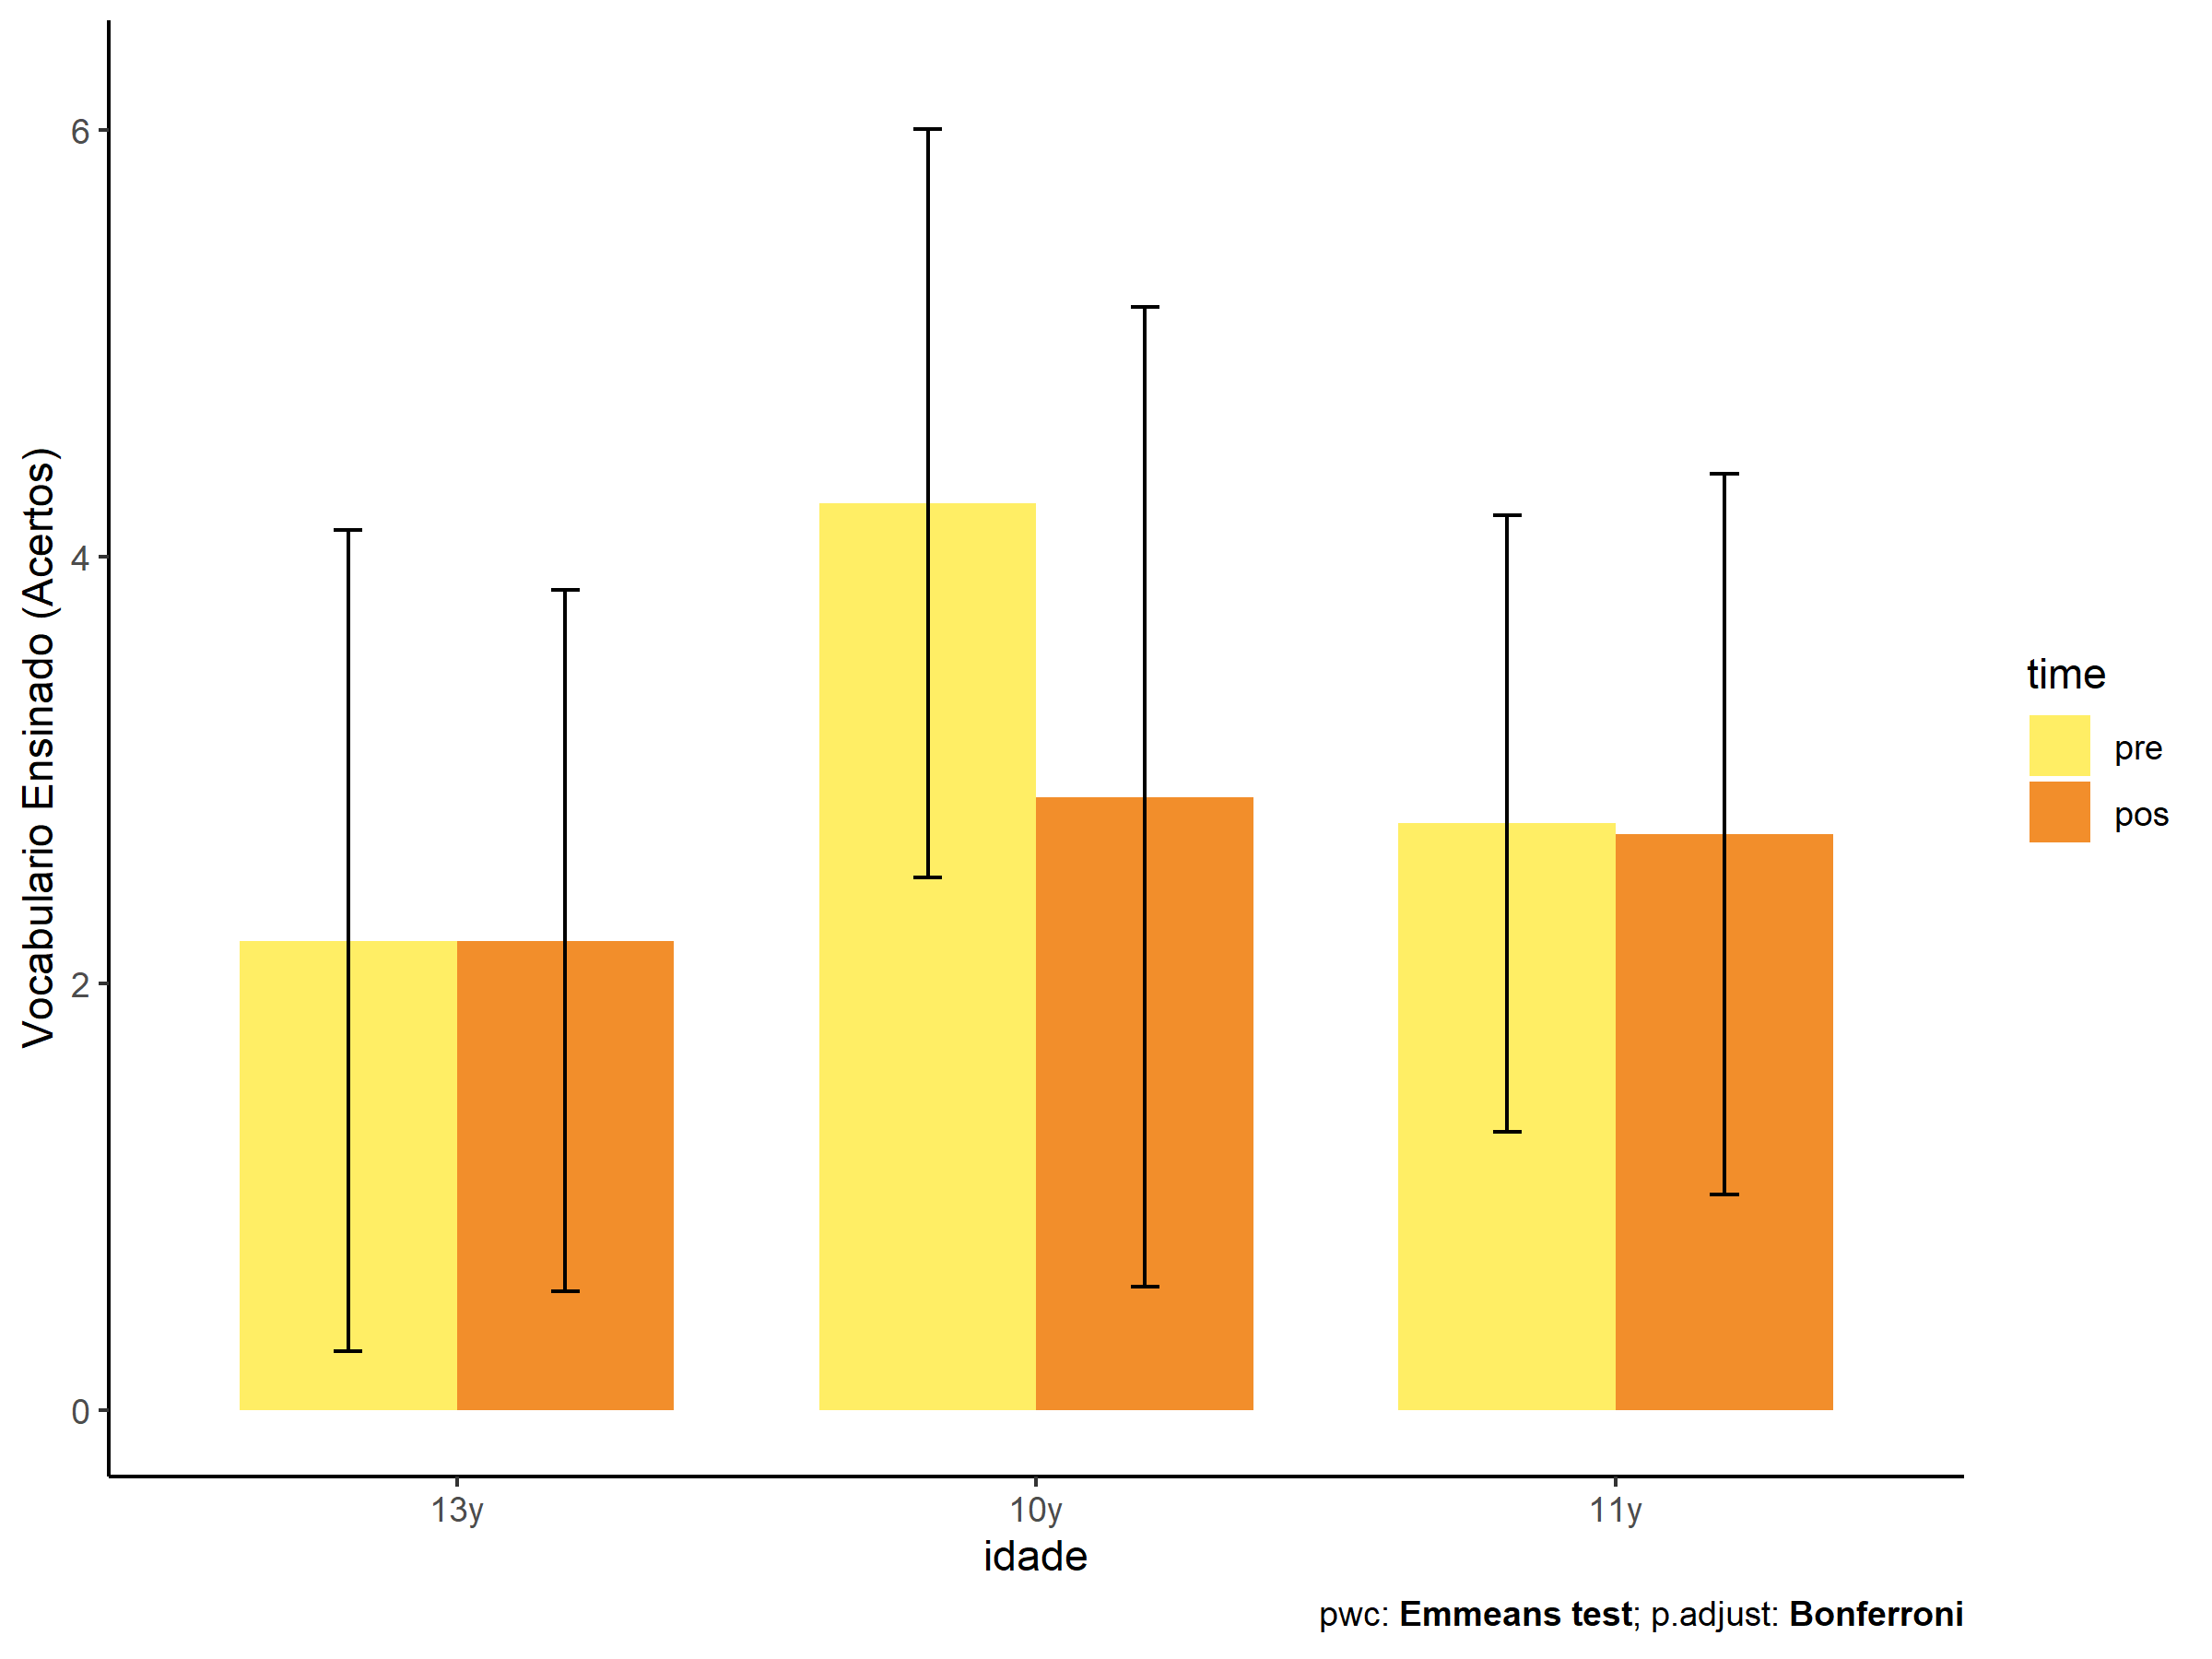 Vocabulario Ensinado (Acertos)
6
4
2
0
13y
10y
11y
idade
time
pre
pos
pwc: Emmeans test; p.adjust: Bonferroni